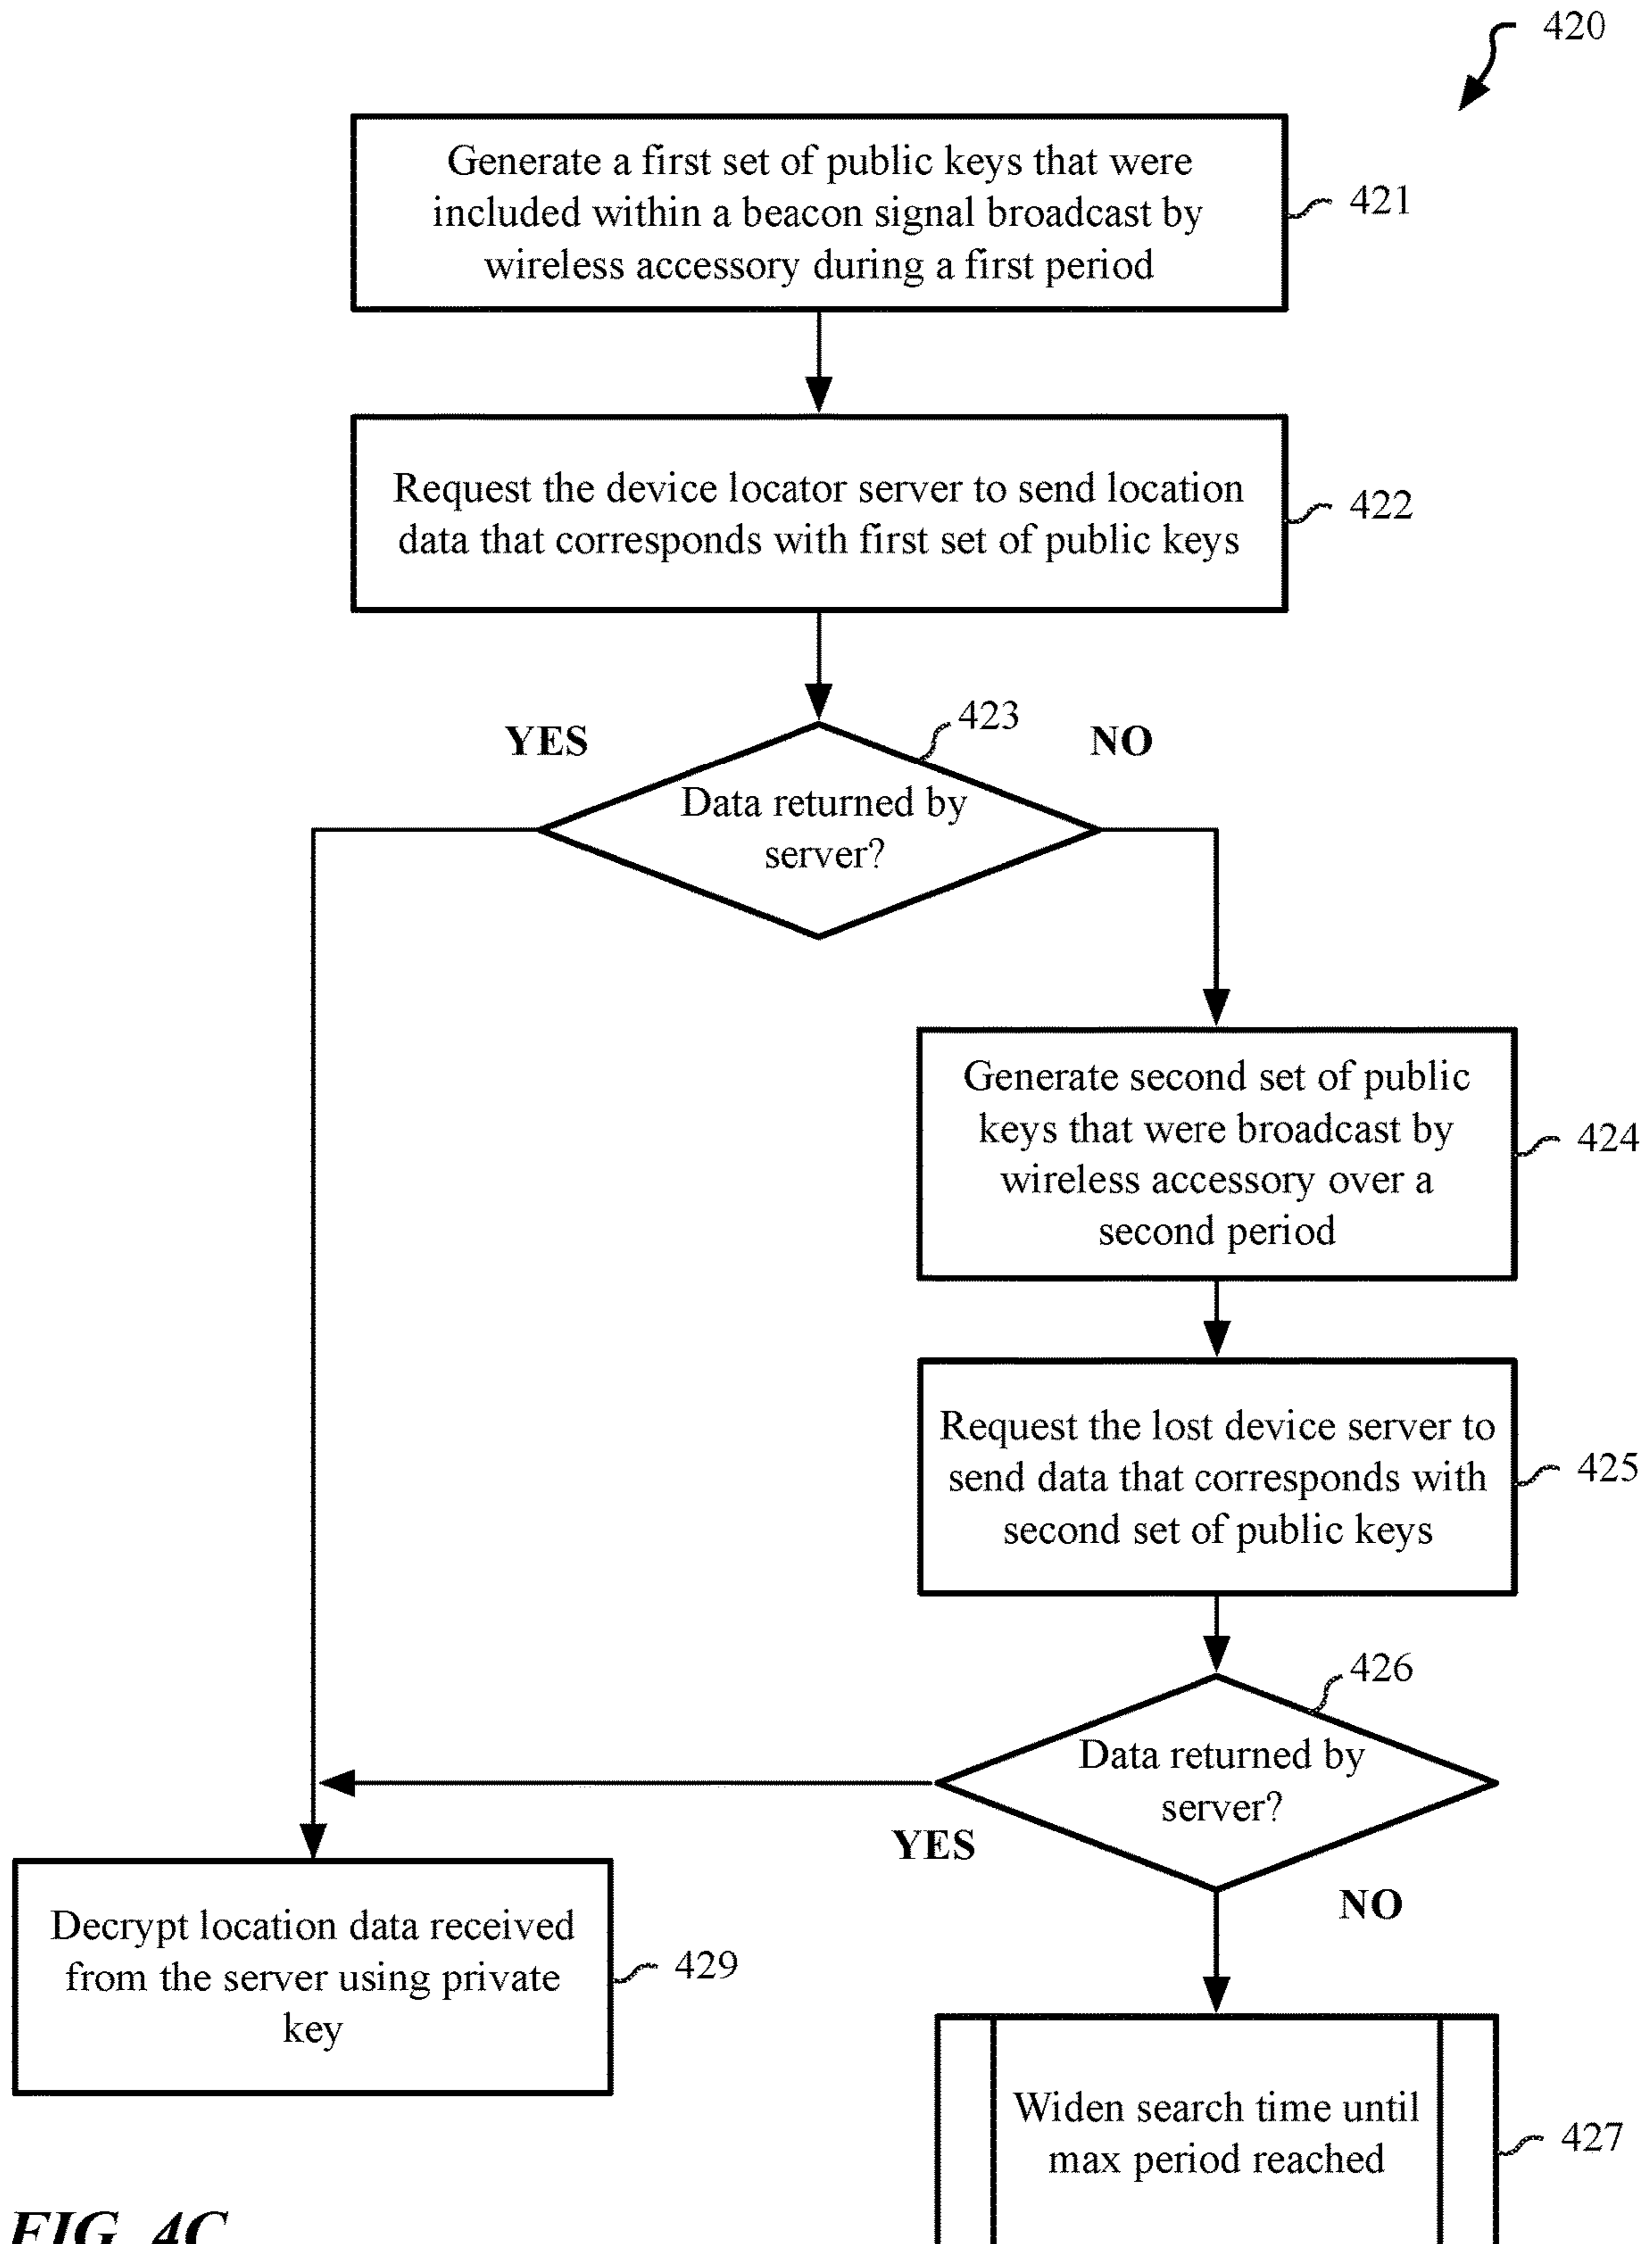 420
Generate a first set of public keys that were
included within a beacon signal broadcast by
wireless accessory during a first period
421
Request the device locator server to send location
data that corresponds with first set of public keys
422
423
YES
NO
Data returned by
server?
Generate second set of public
keys that were broadcast by
wireless accessory over a
second period
424
Request the lost device server to
send data that corresponds with
second set of public keys
425
426
Data returned by
server?
YES
NO
Decrypt location data received
from the server using private
key
429
Widen search time until
max period reached
427
FIG. 4C